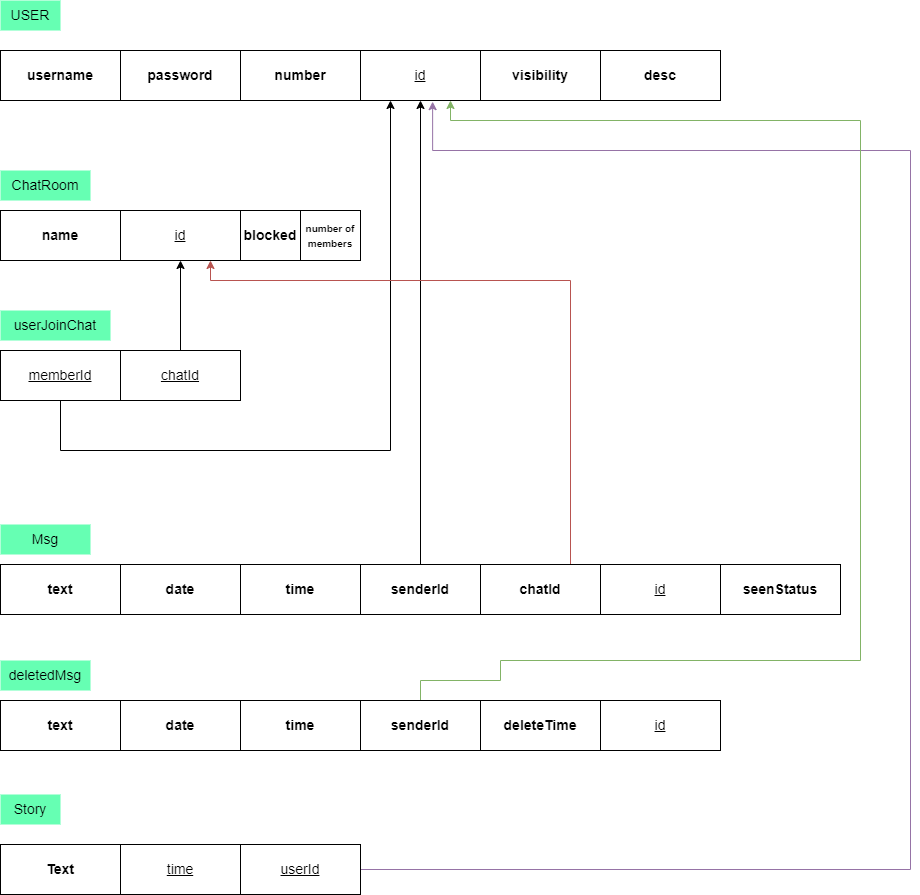 USER
username password number id visibility desc
ChatRoom
name id blocked number of
members
userJoinChat
memberId chatId
Msg
text date time senderId chatId id seenStatus
deletedMsg
text date time senderId deleteTime id
Story
Text time userId